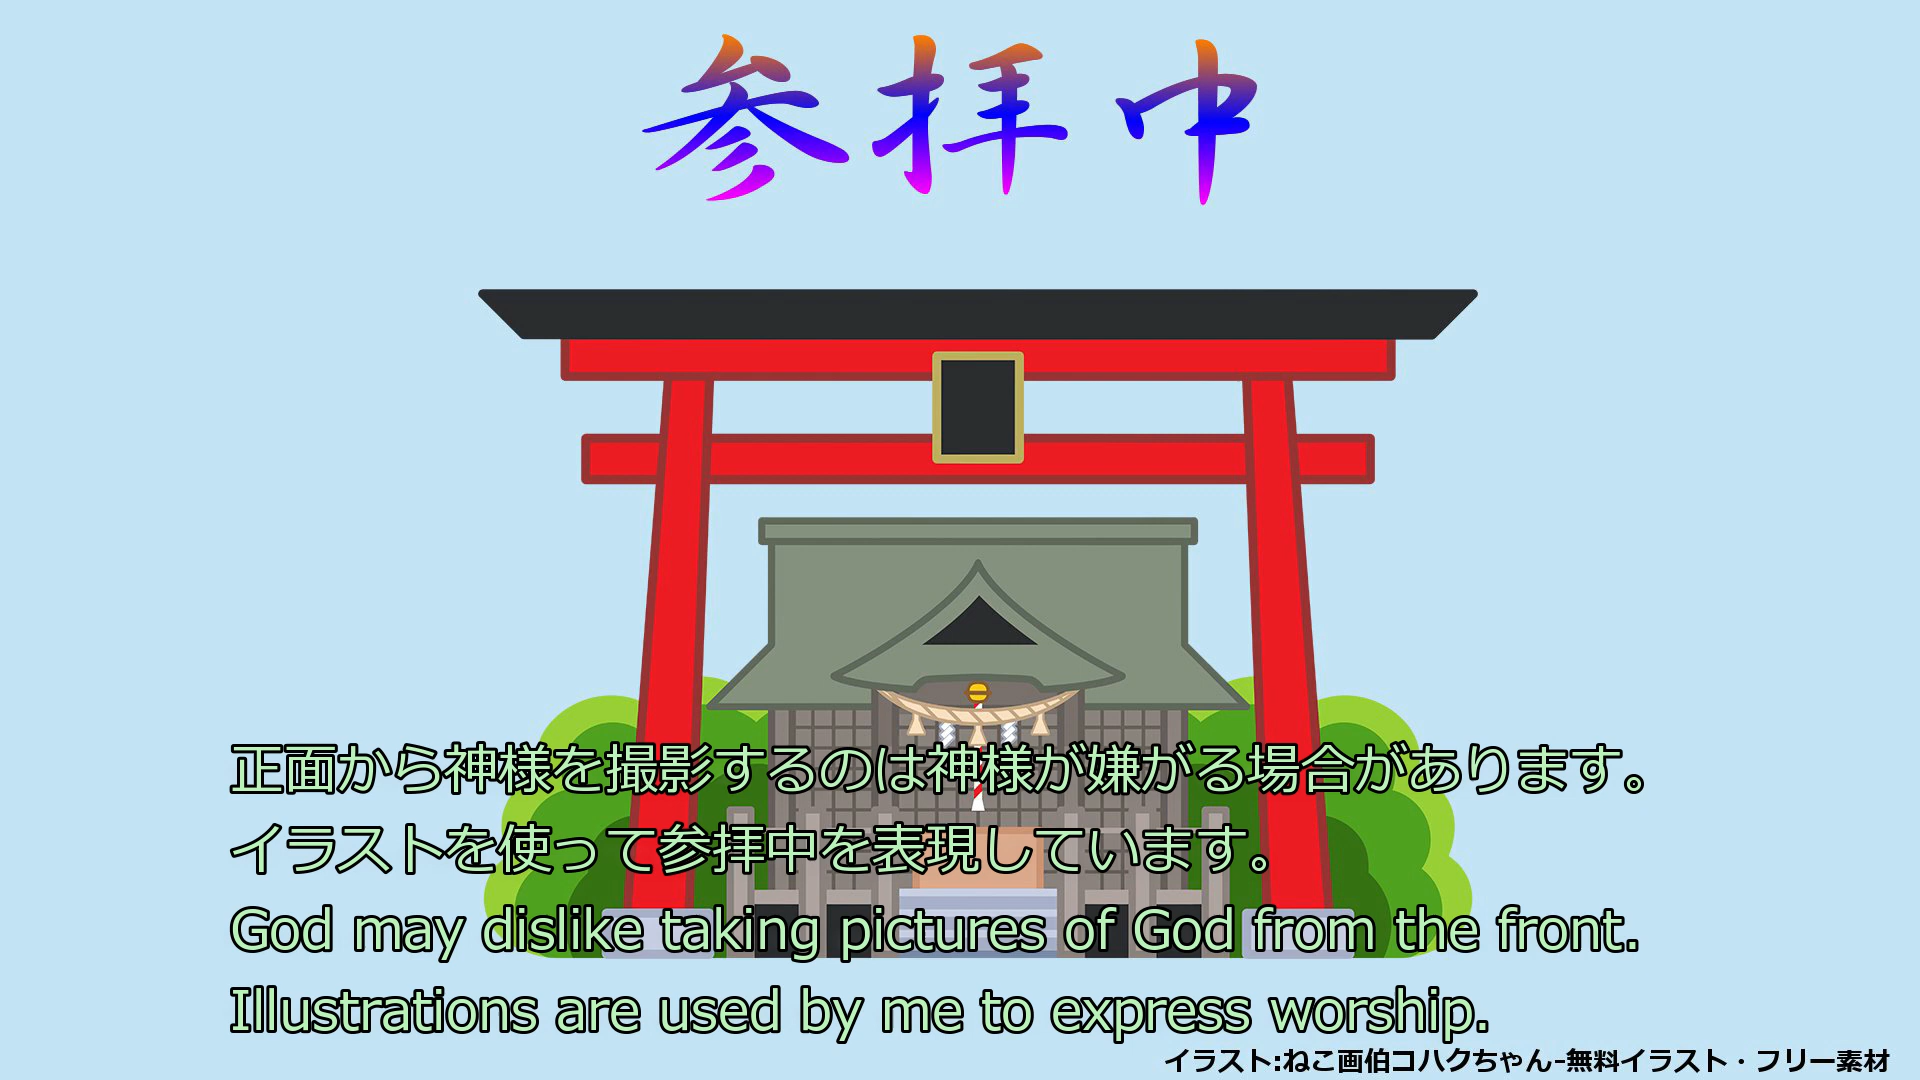 参拝中
正面から神様を撮影するのは神様が嫌がる場合があります。
イラストを使って参拝中を表現しています。
God may dislike taking pictures of God from the front.
Illustrations are used by me to express worship.
イラスト:ねこ画伯コハクちゃん-無料イラスト・フリー素材